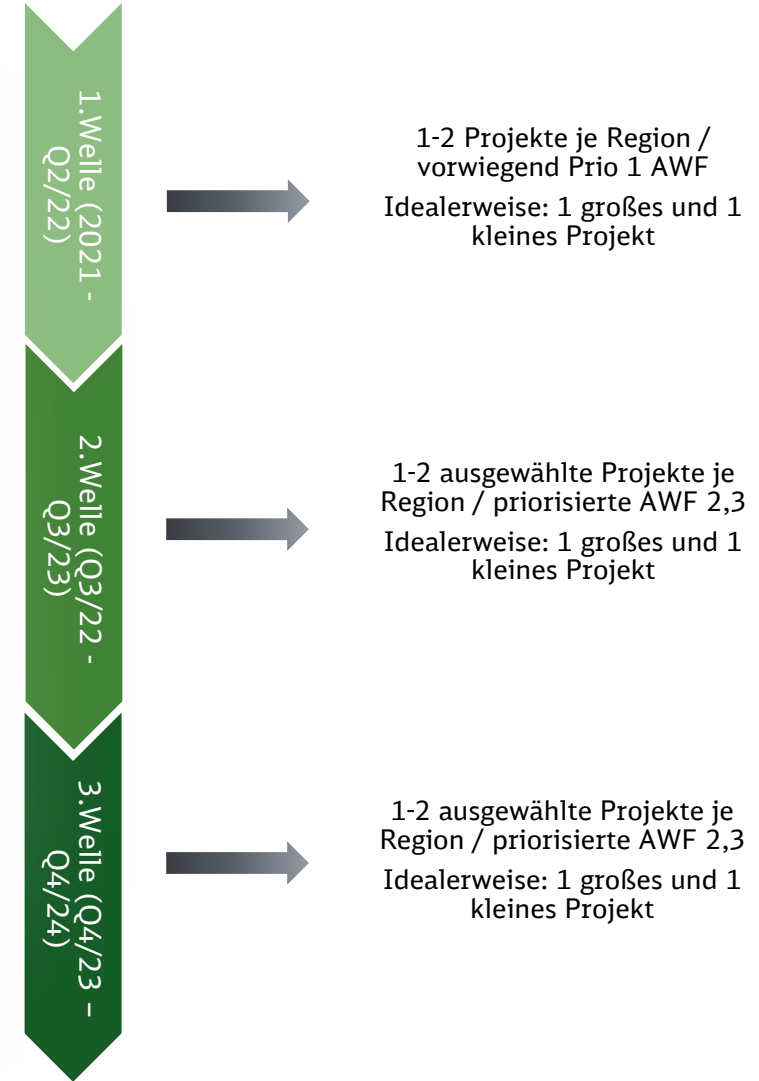 1.Welle (2021 -
Q2/22)
1-2 Projekte je Region /
vorwiegend Prio 1 AWF
Idealerweise: 1 großes und 1
kleines Projekt
2.Welle (Q3/22 -
Q3/23)
1-2 ausgewählte Projekte je
Region / priorisierte AWF 2,3
Idealerweise: 1 großes und 1
kleines Projekt
3.Welle (Q4/23 –
Q4/24)
1-2 ausgewählte Projekte je
Region / priorisierte AWF 2,3
Idealerweise: 1 großes und 1
kleines Projekt